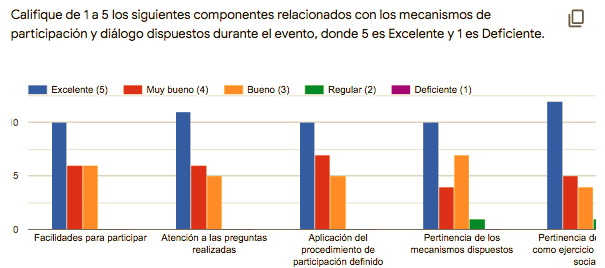 Califique de 1 a 5 los siguientes componentes relacionados con los mecanismos de
participación y diálogo dispuestos durante el evento, donde 5 es Excelente y 1 es Deficiente.
Excelente (5) Muy bueno (4) Bueno (3) Regular (2) Deficiente (1)
10
5
0
Facilidades para participar
Atención a las preguntas
realizadas
Aplicación del
procedimiento de
participación definido
Pertinencia de los
mecanismos dispuestos
Pertinencia de
como ejercicio
socia